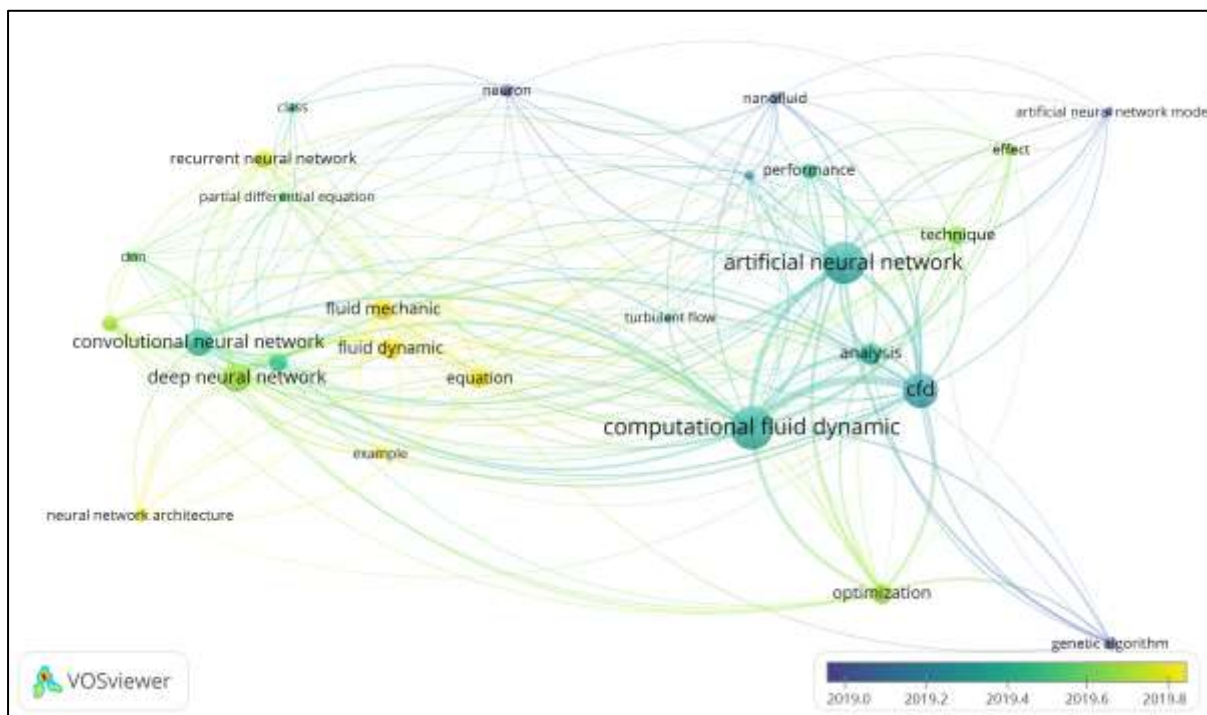 neuron
nanofluid
class
artificial neural network mode
effect
recurrent neural network
performance
partial differential equation
technique
artificial neural network
fluid mechanic
turbulent flow
convolutional neural network
fluid dynamic
analysis
deep neural network
equation
cfd
computational fluid dynamic
example
neural network architecture
optimization
genetic algorithm
VOSviewer
2019.0 2019.2 2019.4 2019.6 2019.8